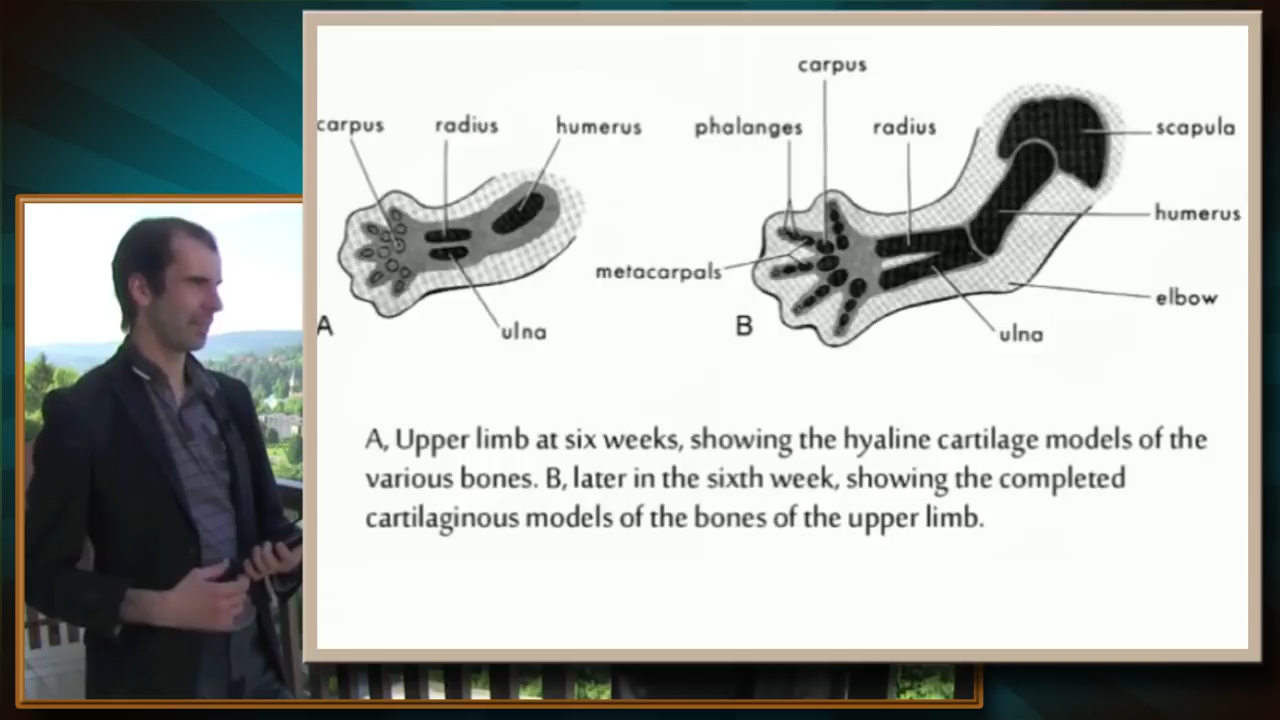 carpus
carpus radius humerus
phalanges radius scapula
humerus
metacarpals
elbow
A
B
ulna
ulna
A, Upper limb at six weeks, showing the hyaline cartilage models of the
various bones. B, later in the sixth week, showing the completed
cartilaginous models of the bones of the upper limb.